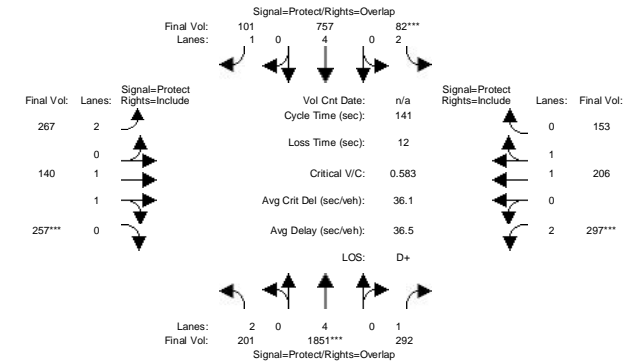 Signal=Protect/Rights=Overlap
Final Vol: 101 757 82***
Lanes: 1 0 4 0 2
Signal=Protect
Final Vol: Lanes: Rights=Include
Vol Cnt Date: n/a
Signal=Protect
Rights=Include Lanes: Final Vol:
Cycle Time (sec): 141
267 2
0 153
Loss Time (sec): 12
0
1
140 1
Critical V/C: 0.583
1 206
1
Avg Crit Del (sec/veh): 36.1
0
257*** 0
Avg Delay (sec/veh): 36.5
2 297***
LOS: D+
Lanes: 2 0 4 0 1
Final Vol: 201 1851*** 292
Signal=Protect/Rights=Overlap